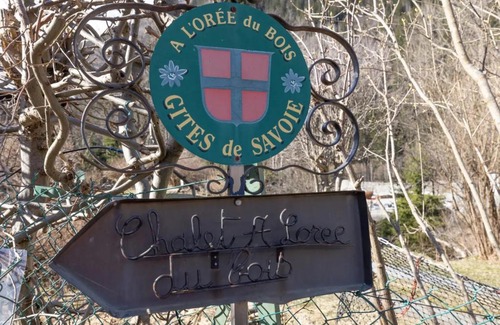 A L'ORÉE du BOIS
GITES de SAVOIE
Chalet A Loree
du bois